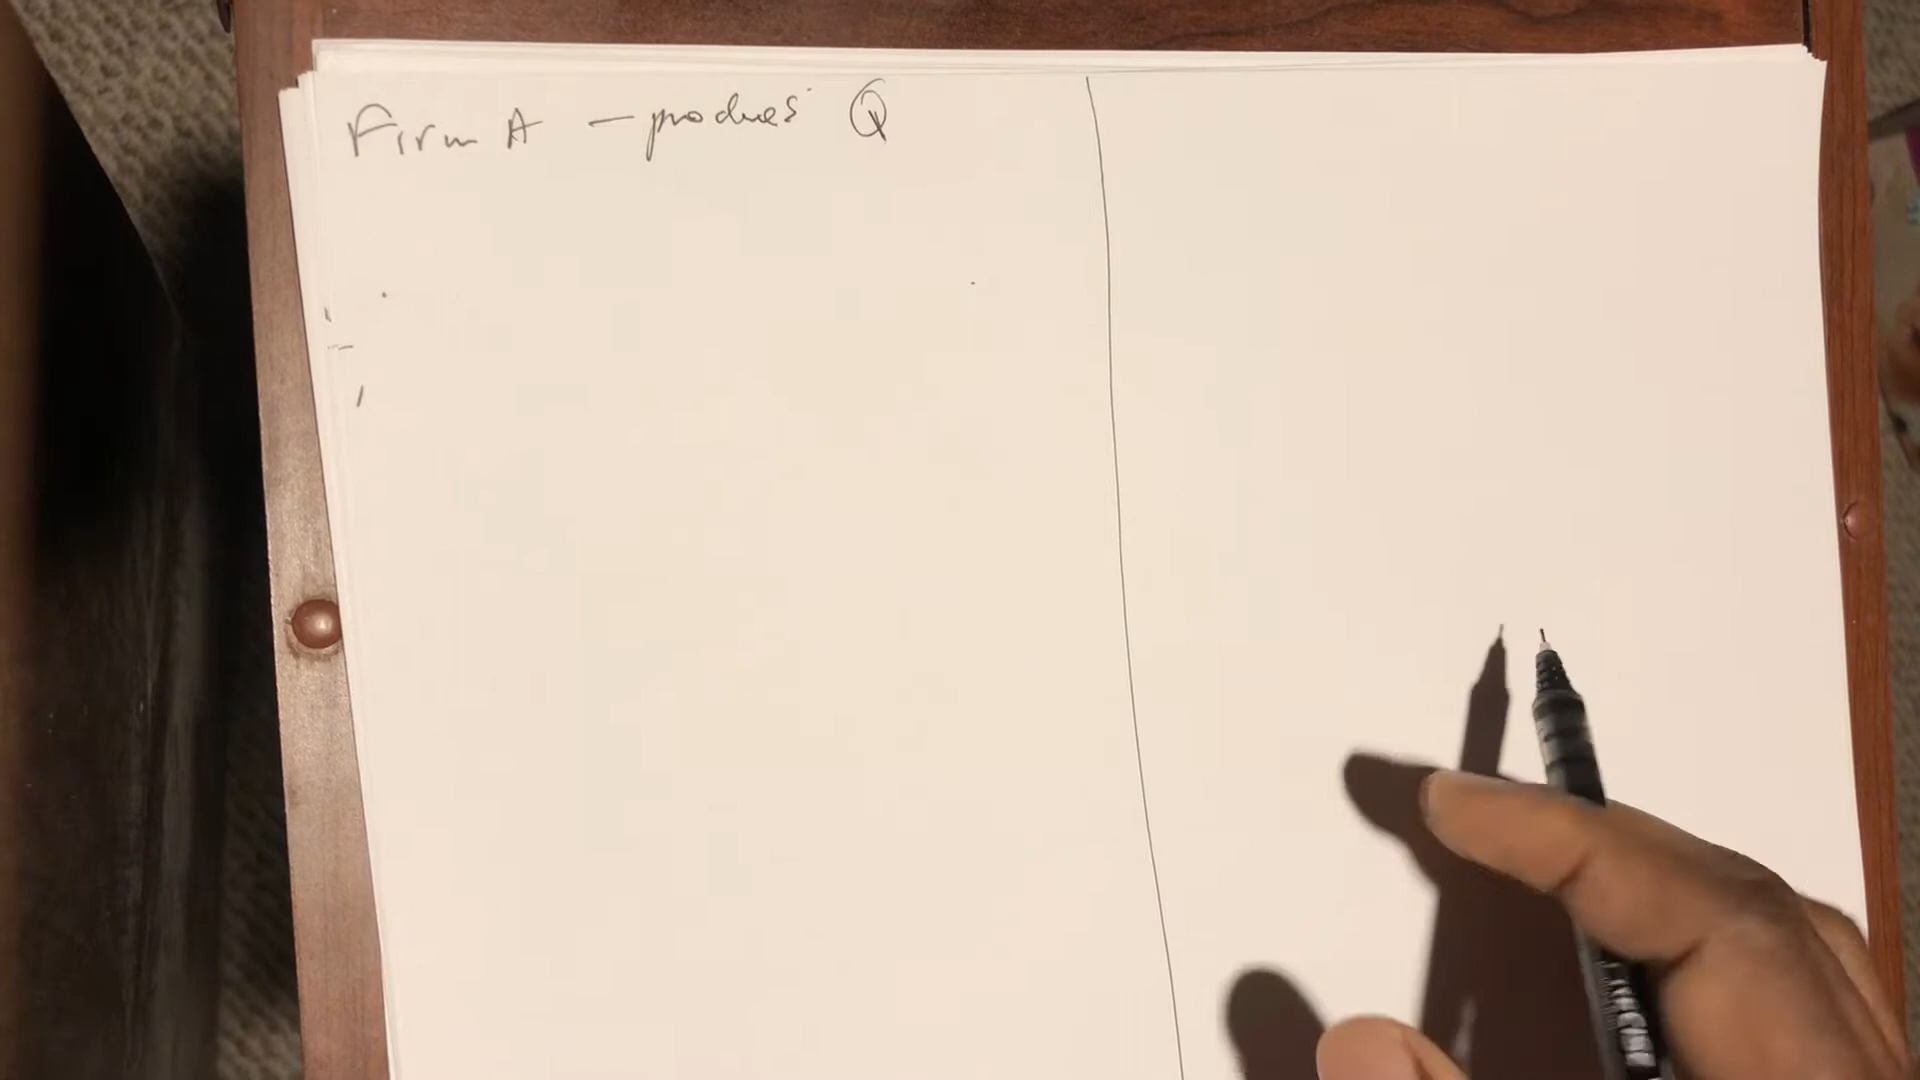 Firm A — produces Q